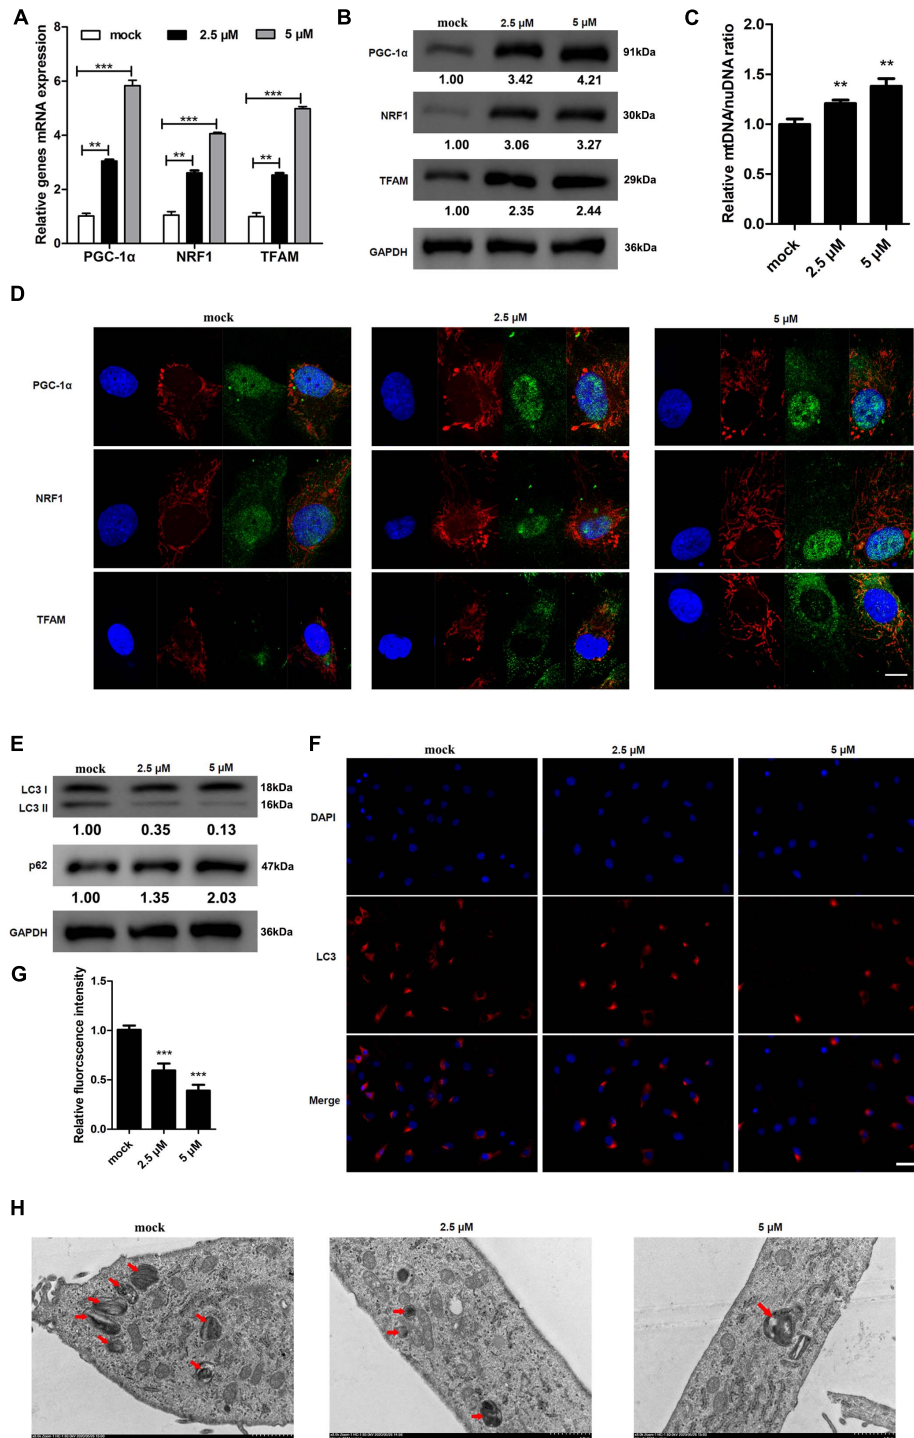 A
mock 2.5 μM 5 μM
Relative genes mRNA expression
8
6
4
2
0
***
**
***
**
***
**
PGC-1α NRF1 TFAM
B
mock 2.5 μM 5 μM
PGC-1α 91kDa
1.00 3.42 4.21
NRF1 30kDa
1.00 3.06 3.27
TFAM 29kDa
1.00 2.35 2.44
GAPDH 36kDa
C
Relative mtDNA/nuDNA ratio
2.0
1.5
1.0
0.5
0.0
** **
mock 2.5 μM 5 μM
D
mock 2.5 μM 5 μM
PGC-1α
NRF1
TFAM
E
mock 2.5 μM 5 μM
LC3 I 18kDa
LC3 II 16kDa
1.00 0.35 0.13
p62 47kDa
1.00 1.35 2.03
GAPDH 36kDa
F
mock 2.5 μM 5 μM
DAPI
LC3
Merge
G
Relative fluorcscence intensity
1.5
1.0
0.5
0.0
*** ***
mock 2.5 μM 5 μM
H
mock 2.5 μM 5 μM